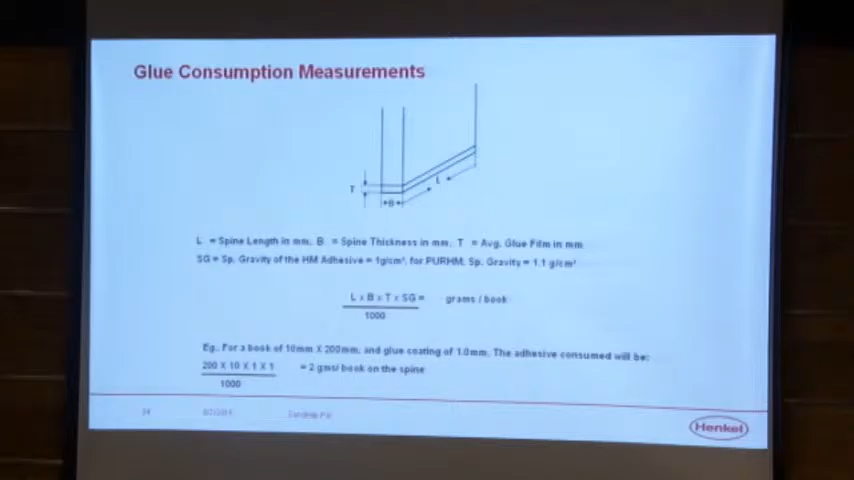 Glue Consumption Measurements
T
B
L
L = Spine Length in mm, B = Spine Thickness in mm, T = Avg. Glue Film in mm
SG = Sp. Gravity of the HM Adhesive = 1g/cm³, for PURHM, Sp. Gravity = 1.1 g/cm³
L x B x T x SG = grams / book
1000
Eg., For a book of 10mm X 200mm, and glue coating of 1.0mm, The adhesive consumed will be:
200 X 10 X 1 X 1 = 2 gms/ book on the spine
1000
Henkel